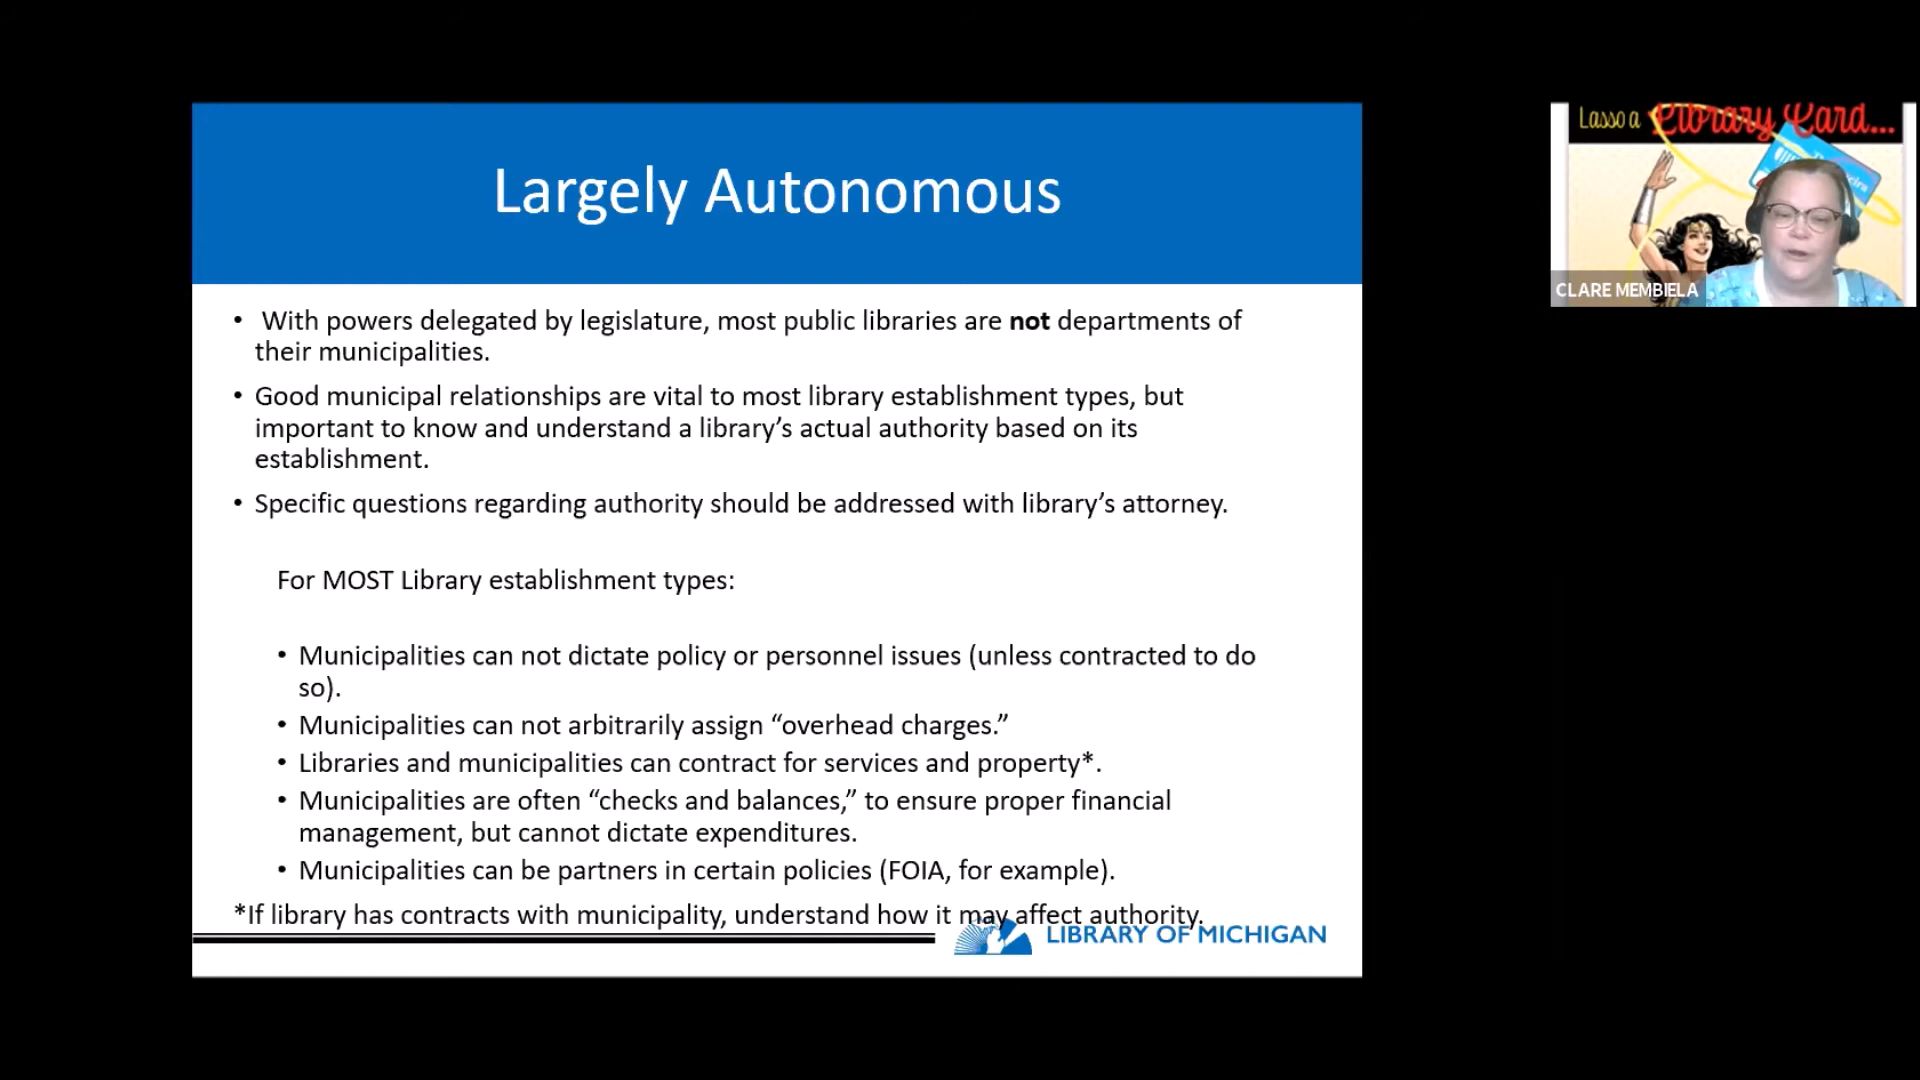 Largely Autonomous
• With powers delegated by legislature, most public libraries are not departments of
their municipalities.
• Good municipal relationships are vital to most library establishment types, but
important to know and understand a library’s actual authority based on its
establishment.
• Specific questions regarding authority should be addressed with library’s attorney.
For MOST Library establishment types:
• Municipalities can not dictate policy or personnel issues (unless contracted to do
so).
• Municipalities can not arbitrarily assign “overhead charges.”
• Libraries and municipalities can contract for services and property*.
• Municipalities are often “checks and balances,” to ensure proper financial
management, but cannot dictate expenditures.
• Municipalities can be partners in certain policies (FOIA, for example).
*If library has contracts with municipality, understand how it may affect authority.
LIBRARY OF MICHIGAN
Lasso a Library Card...
CLARE MEMBIELA